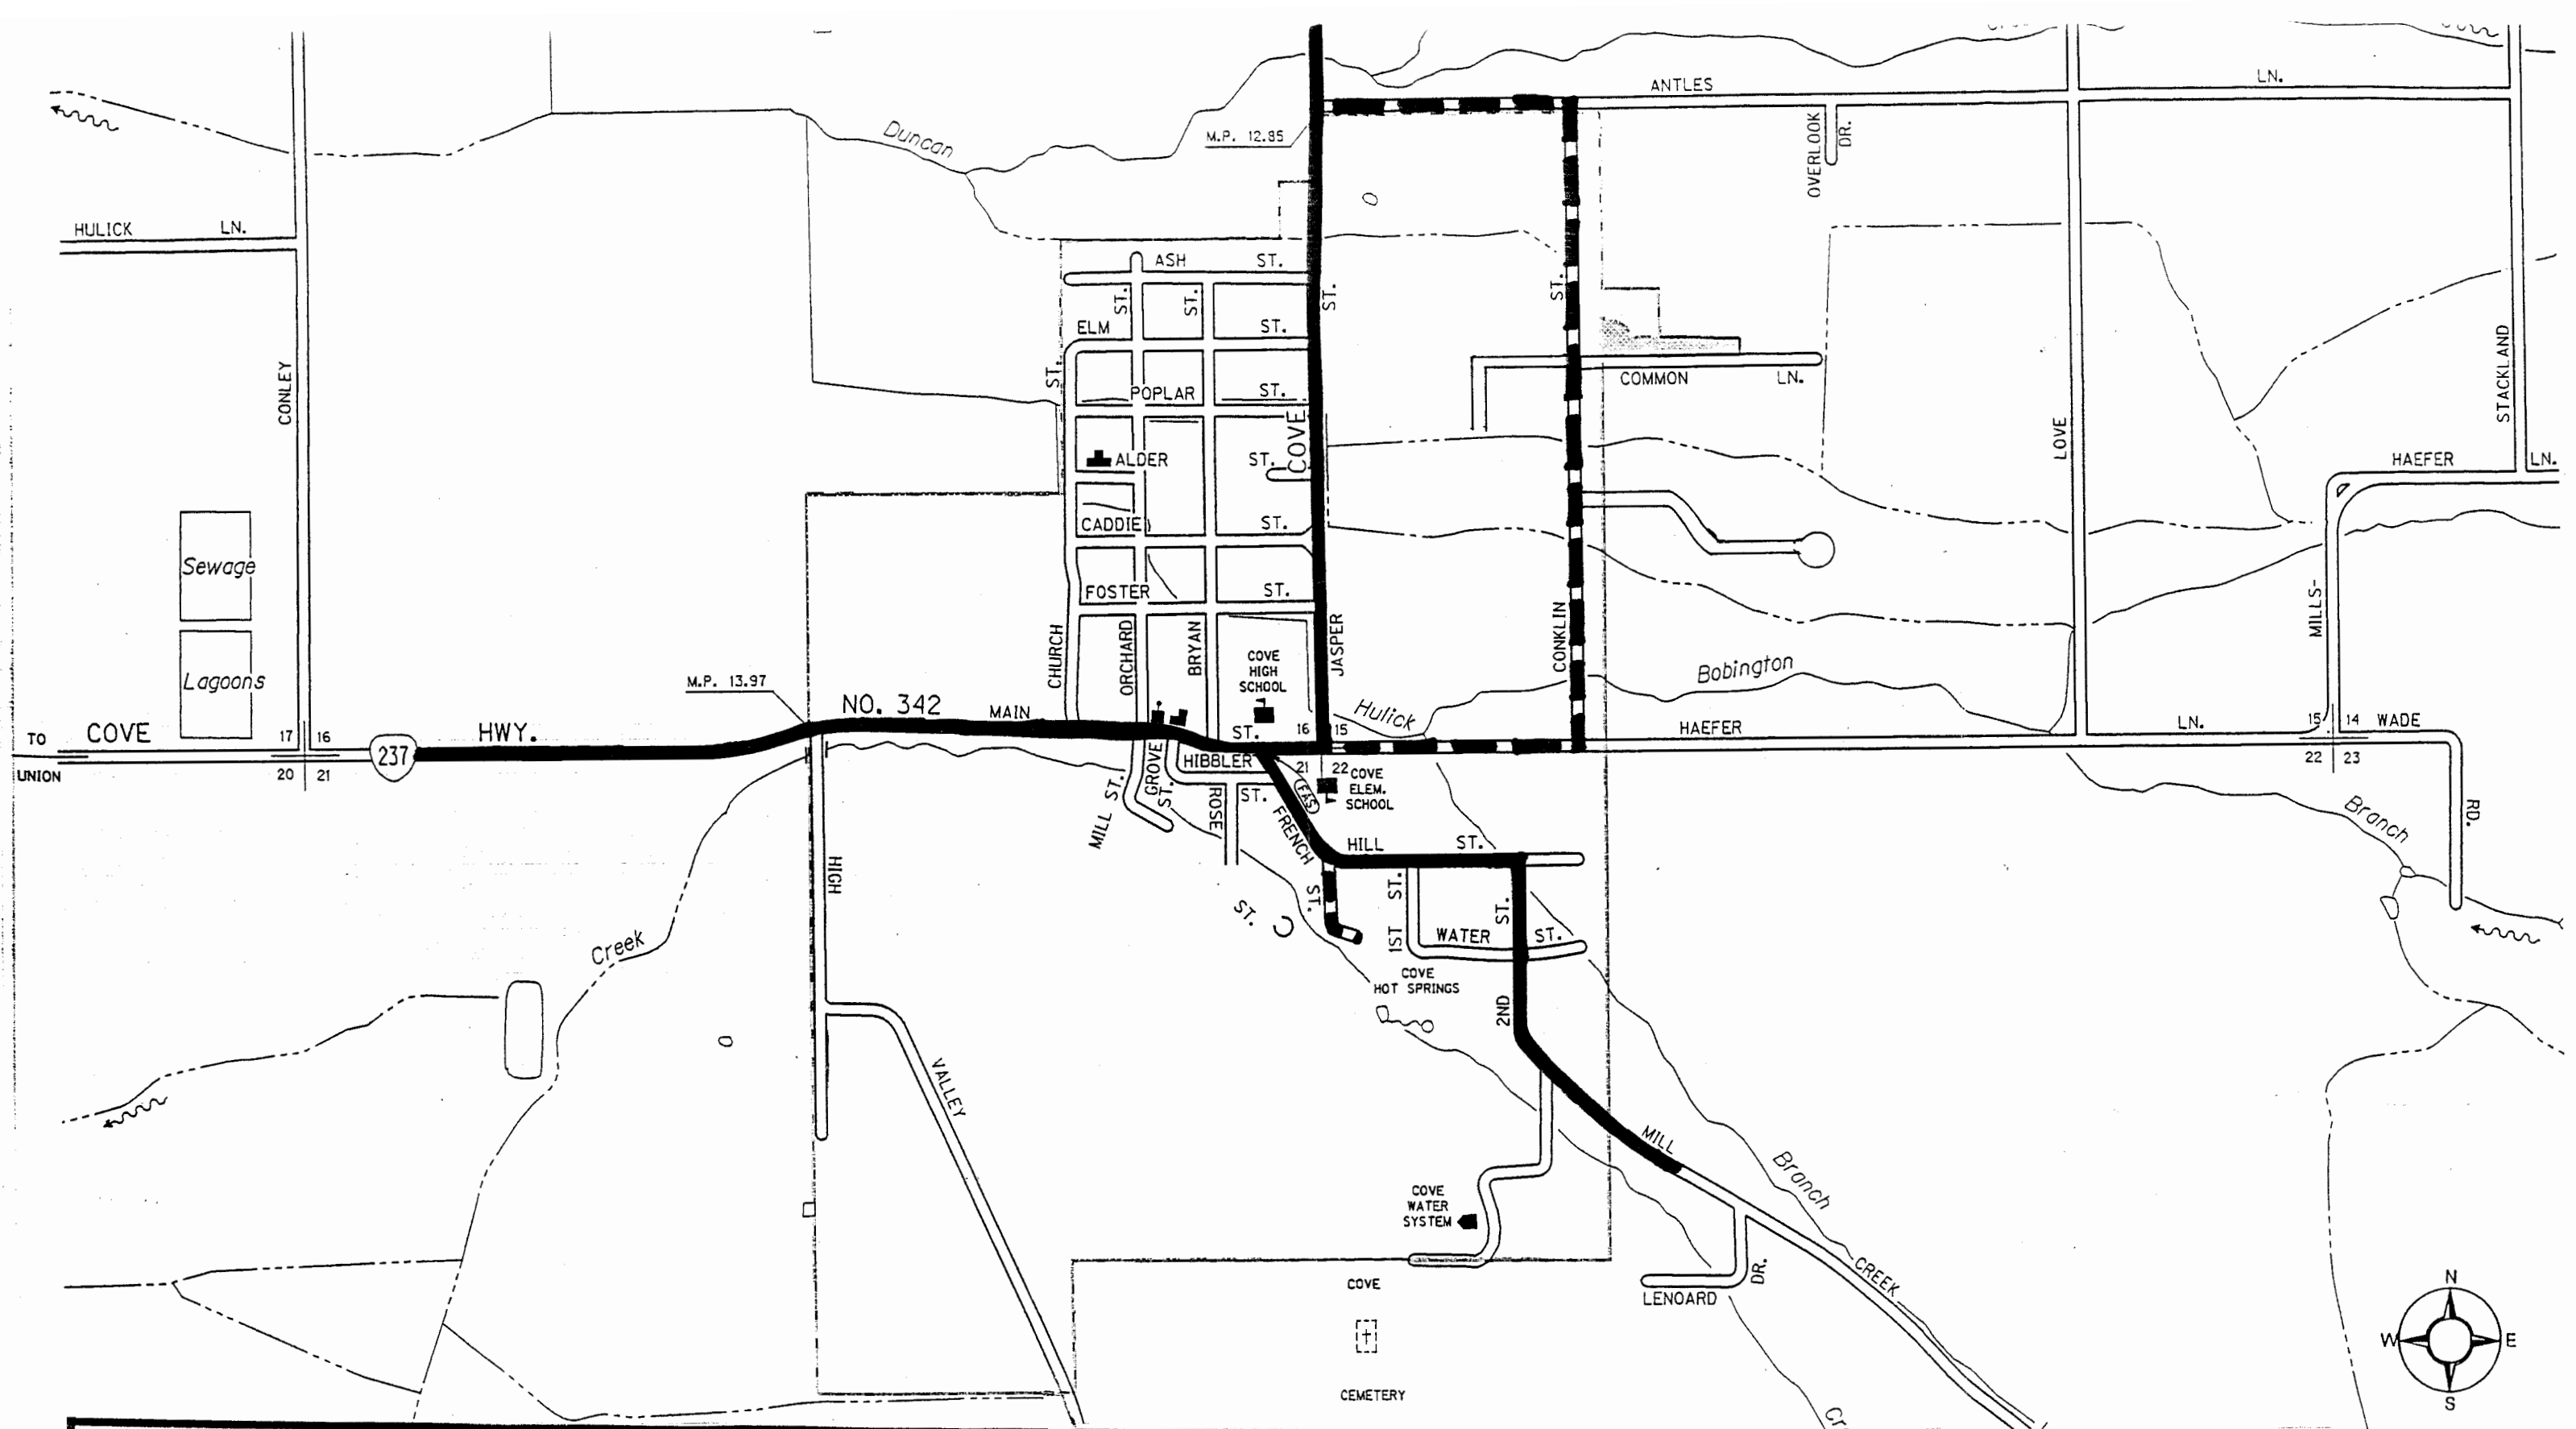 ANTLES LN.
Duncan
M.P. 12.85
OVERLOOK DR.
HULICK LN.
ASH ST.
ST.
ST.
ST.
ST.
ELM ST.
ST.
POPLAR ST.
CONLEY
COMMON LN.
STACKLAND
LOVE
COVE
ALDER ST.
HAEFER LN.
CADDIE ST.
Sewage
FOSTER ST.
MILLS-
CHURCH
ORCHARD
BRYAN
JASPER
CONKLIN
COVE
HIGH
SCHOOL
Lagoons
M.P. 13.97
Bobington
NO. 342
MAIN ST.
Hulick
HAEFER LN.
WADE RD.
TO
UNION
COVE HWY.
237
17 16
20 21
16 15
21 22
15 14
22 23
HIBBLER ST.
GROVE ST.
MILL ST.
ROSE
ST.
FAS
COVE
ELEM.
SCHOOL
FRENCH ST.
HILL ST.
Branch
HIGH
1ST ST.
2ND ST.
WATER ST.
Creek
COVE
HOT SPRINGS
VALLEY
MILL CREEK
Branch
COVE
WATER
SYSTEM
LENOARD DR.
COVE
CEMETERY
N
W E
S